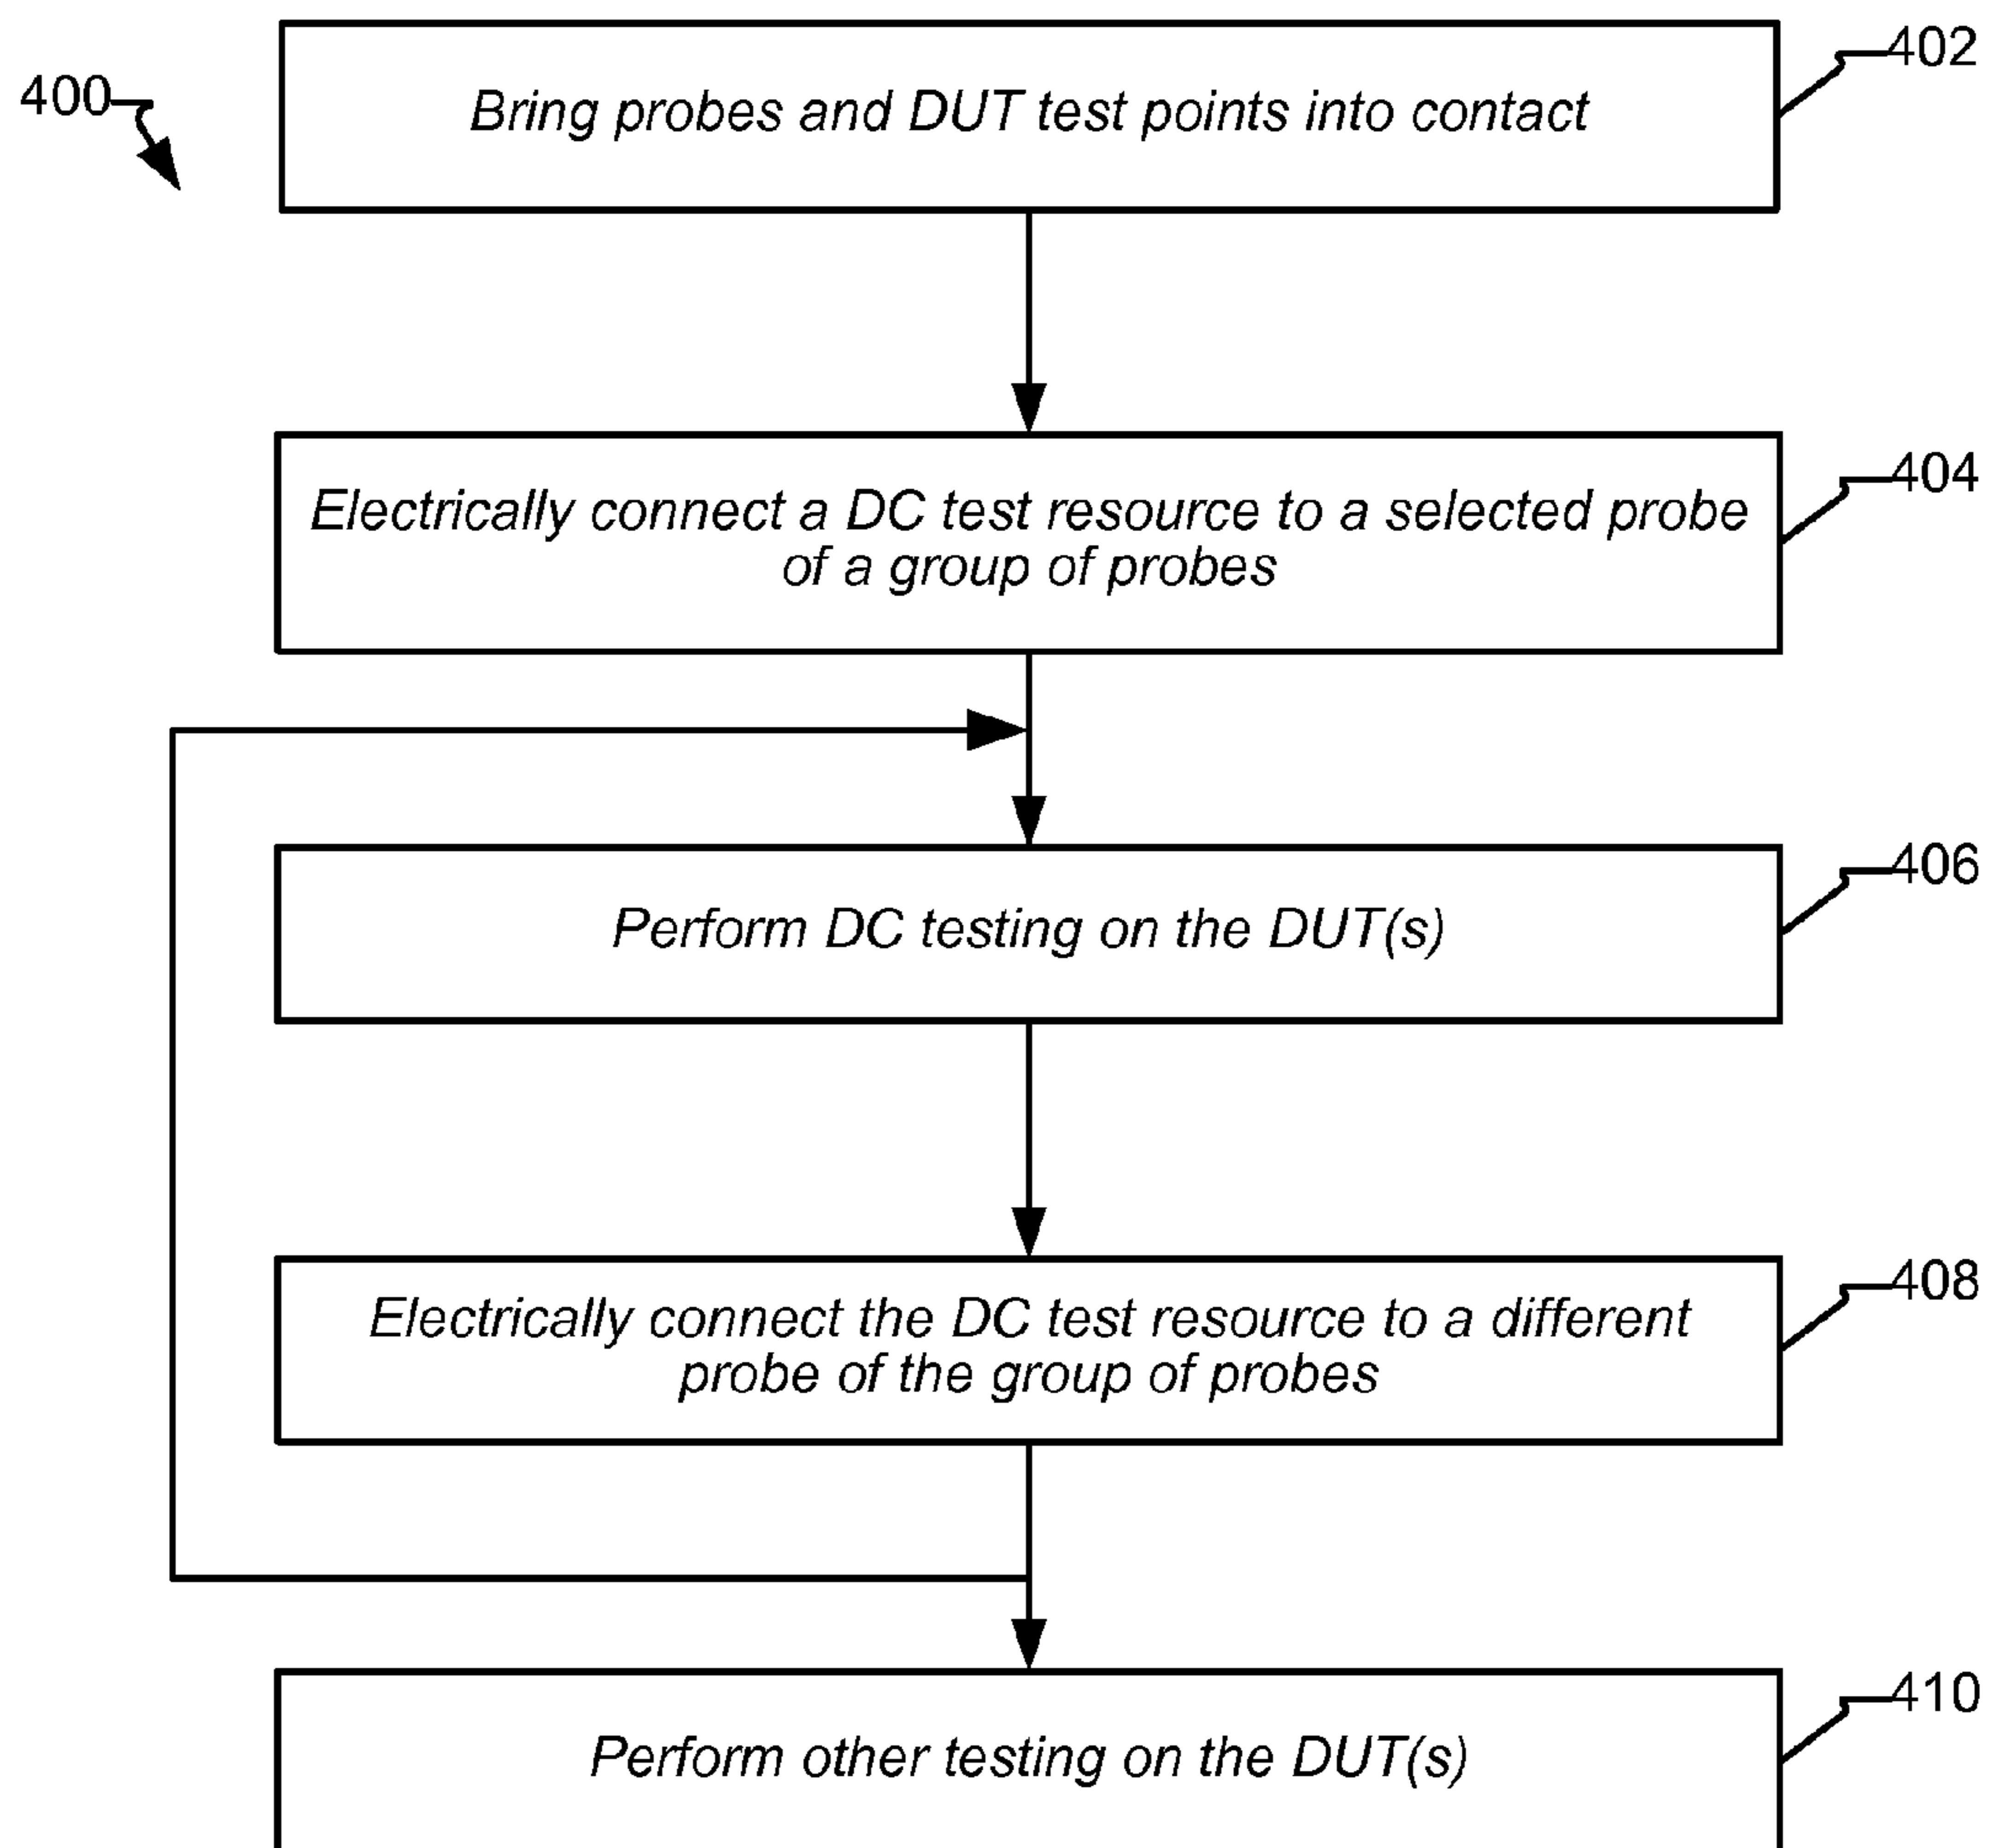 402
400
Bring probes and DUT test points into contact
404
Electrically connect a DC test resource to a selected probe
of a group of probes
406
Perform DC testing on the DUT(s)
408
Electrically connect the DC test resource to a different
probe of the group of probes
410
Perform other testing on the DUT(s)